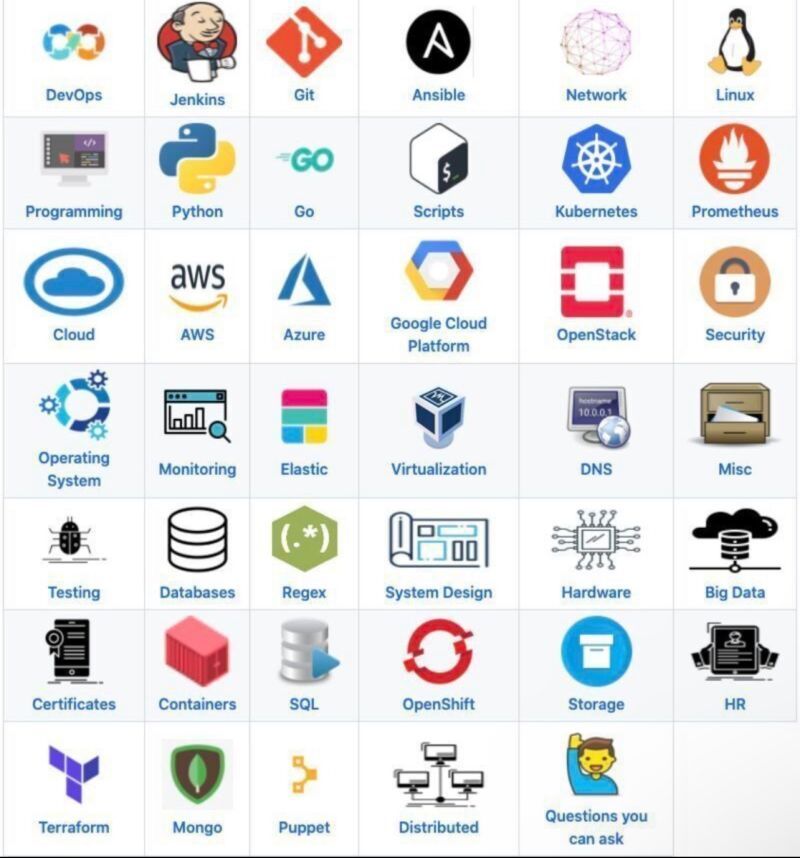 DevOps
Jenkins
Git
Ansible
Network
Linux
</>
Programming
Python
GO
Go
$_
Scripts
Kubernetes
Prometheus
Cloud
aws
AWS
Azure
Google Cloud
Platform
®
OpenStack
Security
Operating
System
Monitoring
Elastic
Virtualization
hostname
10.0.0.1
DNS
Misc
Testing
Databases
(.*)
Regex
System Design
Hardware
Big Data
Certificates
Containers
SQL
OpenShift
Storage
HR
Terraform
Mongo
Puppet
Distributed
Questions you
can ask